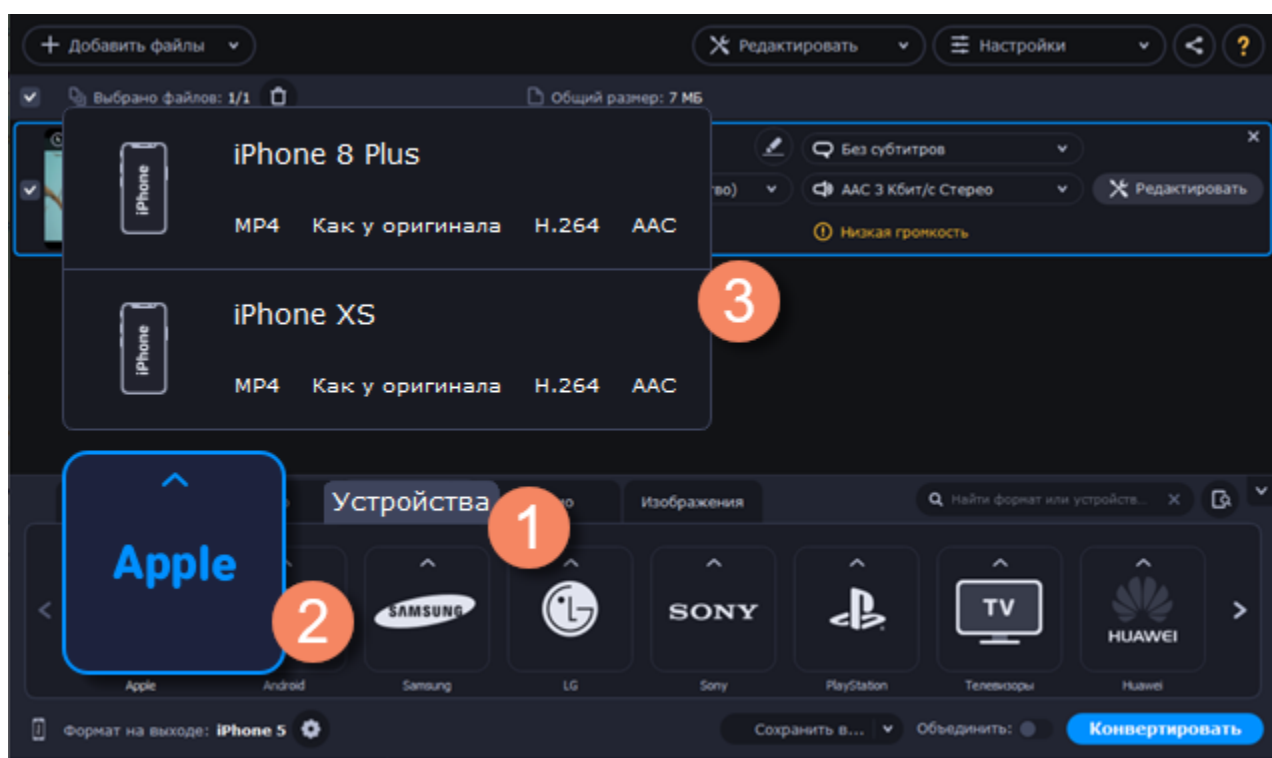 Добавить файлы
Редактировать
Настройки
?
Выбрано файлов: 1/1
Общий размер: 7 МБ
iPhone
iPhone 8 Plus
MP4 Как у оригинала H.264 AAC
Без субтитров
AAC 3 Кбит/с Стерео
Редактировать
Низкая громкость
iPhone
iPhone XS
MP4 Как у оригинала H.264 AAC
3
Устройства
1
Изображения
Найти формат или устройств...
Apple
2
SAMSUNG
LG
SONY
TV
HUAWEI
Apple
Android
Samsung
LG
Sony
PlayStation
Телевизоры
Huawei
Формат на выходе: iPhone 5
Сохранить в...
Объединить:
Конвертировать